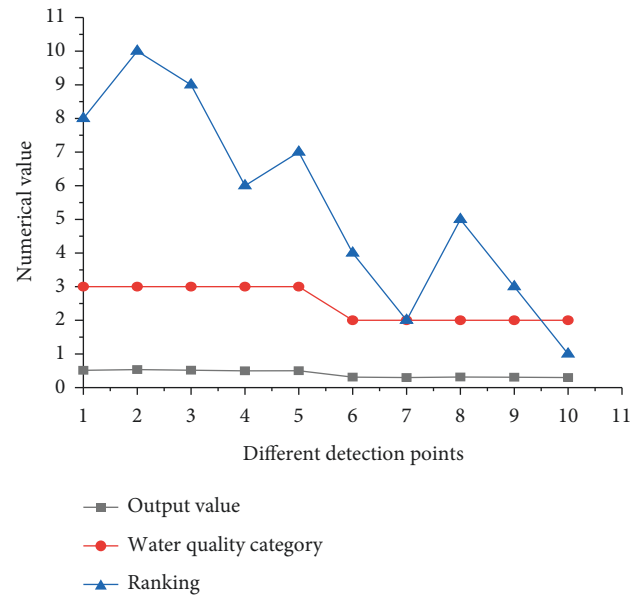 11
10
9
8
7
6
5
4
3
2
1
0
Numerical value
1 2 3 4 5 6 7 8 9 10 11
Different detection points
Output value
Water quality category
Ranking